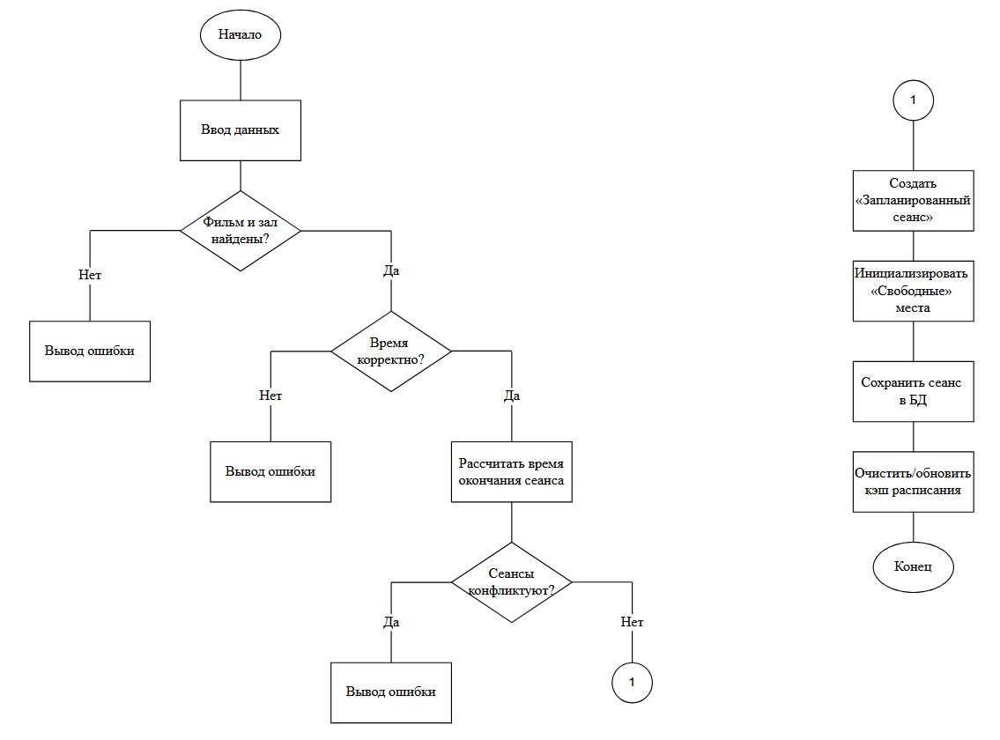 Начало
Ввод данных
Фильм и зал
найдены?
Нет
Да
Вывод ошибки
Время
корректно?
Нет
Да
Вывод ошибки
Рассчитать время
окончания сеанса
Сеансы
конфликтуют?
Да
Нет
Вывод ошибки
1
1
Создать
«Запланированный
сеанс»
Инициализировать
«Свободные»
места
Сохранить сеанс
в БД
Очистить/обновить
кэш расписания
Конец